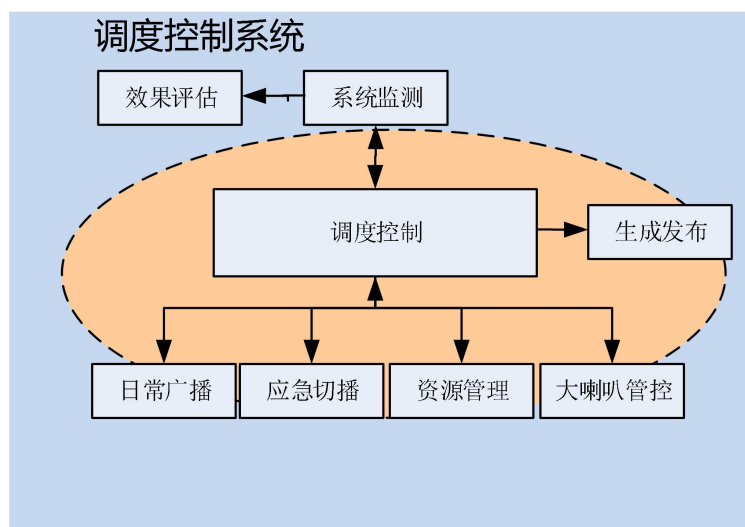 调度控制系统
效果评估
系统监测
调度控制
生成发布
日常广播
应急切播
资源管理
大喇叭管控